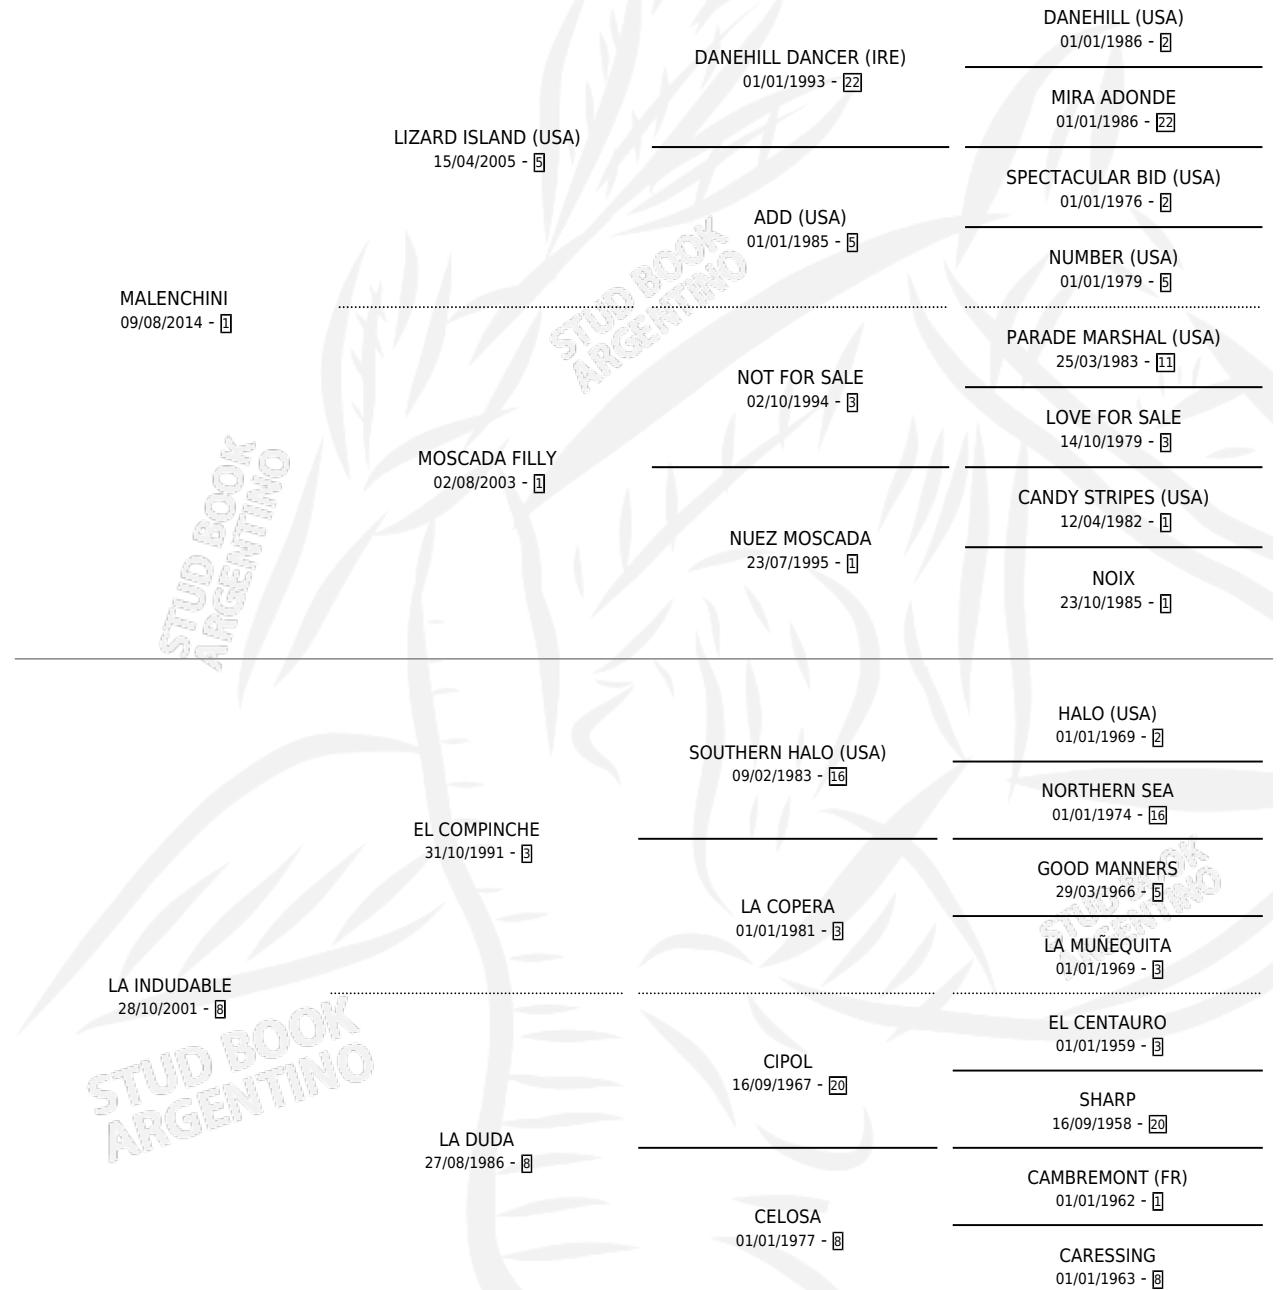 MALENCHINI
09/08/2014 - 1
LIZARD ISLAND (USA)
15/04/2005 - 5
DANEHILL DANCER (IRE)
01/01/1993 - 22
DANEHILL (USA)
01/01/1986 - 2
MIRA ADONDE
01/01/1986 - 22
ADD (USA)
01/01/1985 - 5
SPECTACULAR BID (USA)
01/01/1976 - 2
NUMBER (USA)
01/01/1979 - 5
MOSCADA FILLY
02/08/2003 - 1
NOT FOR SALE
02/10/1994 - 3
PARADE MARSHAL (USA)
25/03/1983 - 11
LOVE FOR SALE
14/10/1979 - 3
NUEZ MOSCADA
23/07/1995 - 1
CANDY STRIPES (USA)
12/04/1982 - 1
NOIX
23/10/1985 - 1
LA INDUDABLE
28/10/2001 - 8
EL COMPINCHE
31/10/1991 - 3
SOUTHERN HALO (USA)
09/02/1983 - 16
HALO (USA)
01/01/1969 - 2
NORTHERN SEA
01/01/1974 - 16
LA COPERA
01/01/1981 - 3
GOOD MANNERS
29/03/1966 - 5
LA MUÑEQUITA
01/01/1969 - 3
LA DUDA
27/08/1986 - 8
CIPOL
16/09/1967 - 20
EL CENTAURO
01/01/1959 - 3
SHARP
16/09/1958 - 20
CELOSA
01/01/1977 - 8
CAMBREMONT (FR)
01/01/1962 - 1
CARESSING
01/01/1963 - 8
STUD BOOK
ARGENTINO
STUD BOOK
ARGENTINO
STUD BOOK
ARGENTINO
STUD BOOK
ARGENTINO